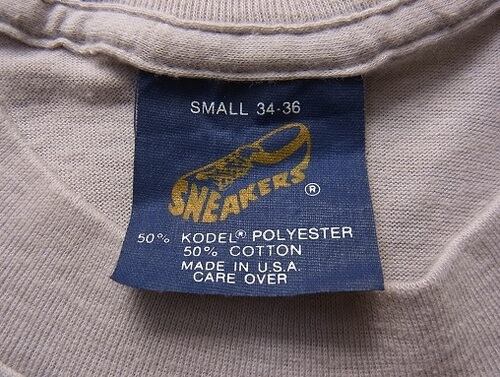 SMALL 34-36
SNEAKERS ®
50% KODEL® POLYESTER
50% COTTON
MADE IN U.S.A.
CARE OVER